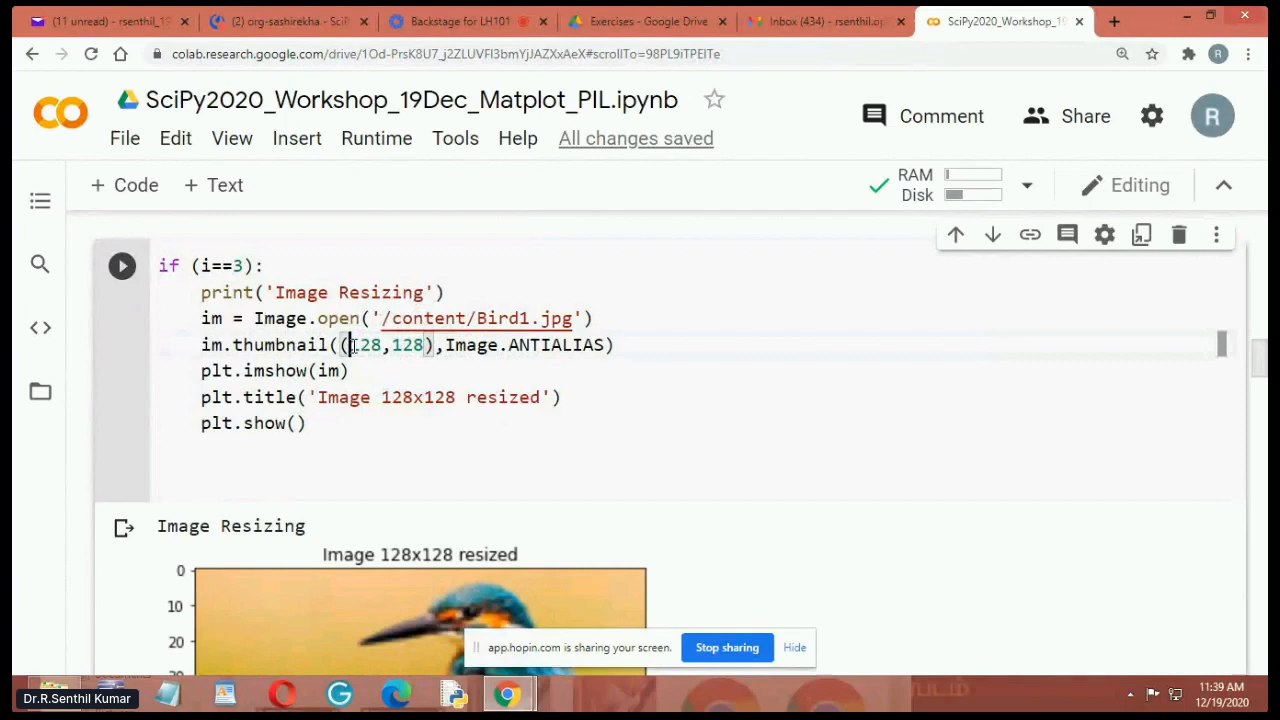 (11 unread) - rsenthil_19
(2) org-sashirekha. - SciP
Backstage for LH101
Exercises - Google Drive
Inbox (434) - rsenthil.op
SciPy2020_Workshop_19
colab.research.google.com/drive/1Od-PrsK8U7_j2ZLUVFI3bmYjJAZXxAeX#scrollTo=98PL9iTPEITe
R
SciPy2020_Workshop_19Dec_Matplot_PIL.ipynb
Comment
Share
R
File Edit View Insert Tools Help All changes saved
+ Code + Text
RAM
Disk
Editing
if (i==3):
print('Image Resizing')
im = Image.open('/content/Bird1.jpg')
im.thumbnail((128,128),Image.ANTIALIAS)
plt.imshow(im)
plt.title('Image 128x128 resized')
plt.show()
Image Resizing
Image 128x128 resized
0
10
20
app.hopin.com is sharing your screen.
Stop sharing
Hide
Dr.R.Senthil Kumar
11:39 AM
12/19/2020